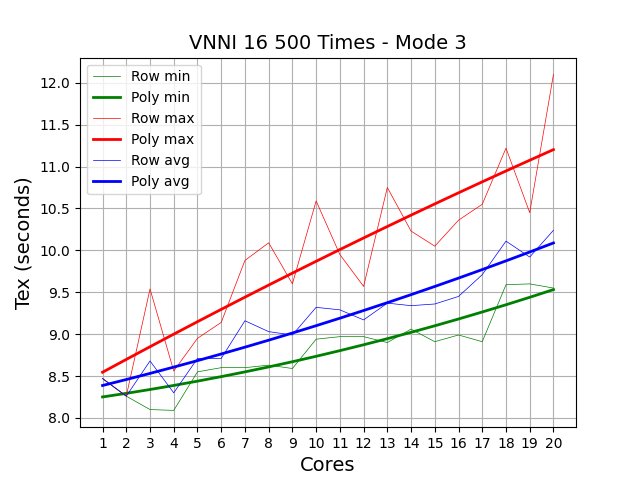 VNNI 16 500 Times - Mode 3
Row min
Poly min
Row max
Poly max
Row avg
Poly avg
Tex (seconds)
12.0
11.5
11.0
10.5
10.0
9.5
9.0
8.5
8.0
1 2 3 4 5 6 7 8 9 10 11 12 13 14 15 16 17 18 19 20
Cores